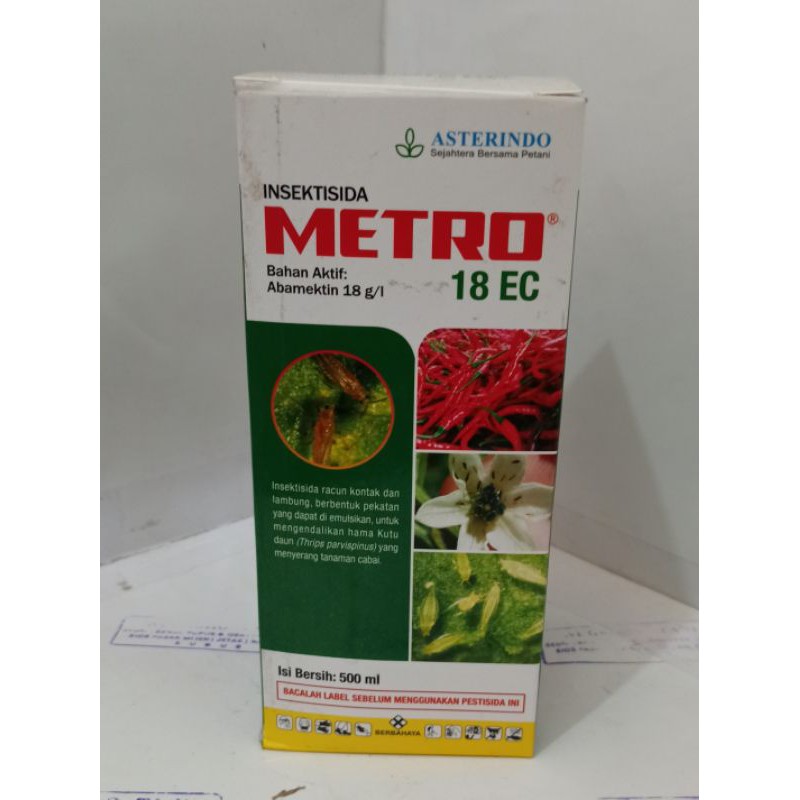 ASTERINDO
Sejahtera Bersama Petani
INSEKTISIDA
METRO®
18 EC
Bahan Aktif:
Abamektin 18 g/l
Insektisida racun kontak dan
lambung, berbentuk pekatan
yang dapat di emulsikan, untuk
mengendalikan hama Kutu
daun (Thrips parvispinus) yang
menyerang tanaman cabai.
Isi Bersih: 500 ml
BACALAH LABEL SEBELUM MENGGUNAKAN PESTISIDA INI
BERBAHAYA